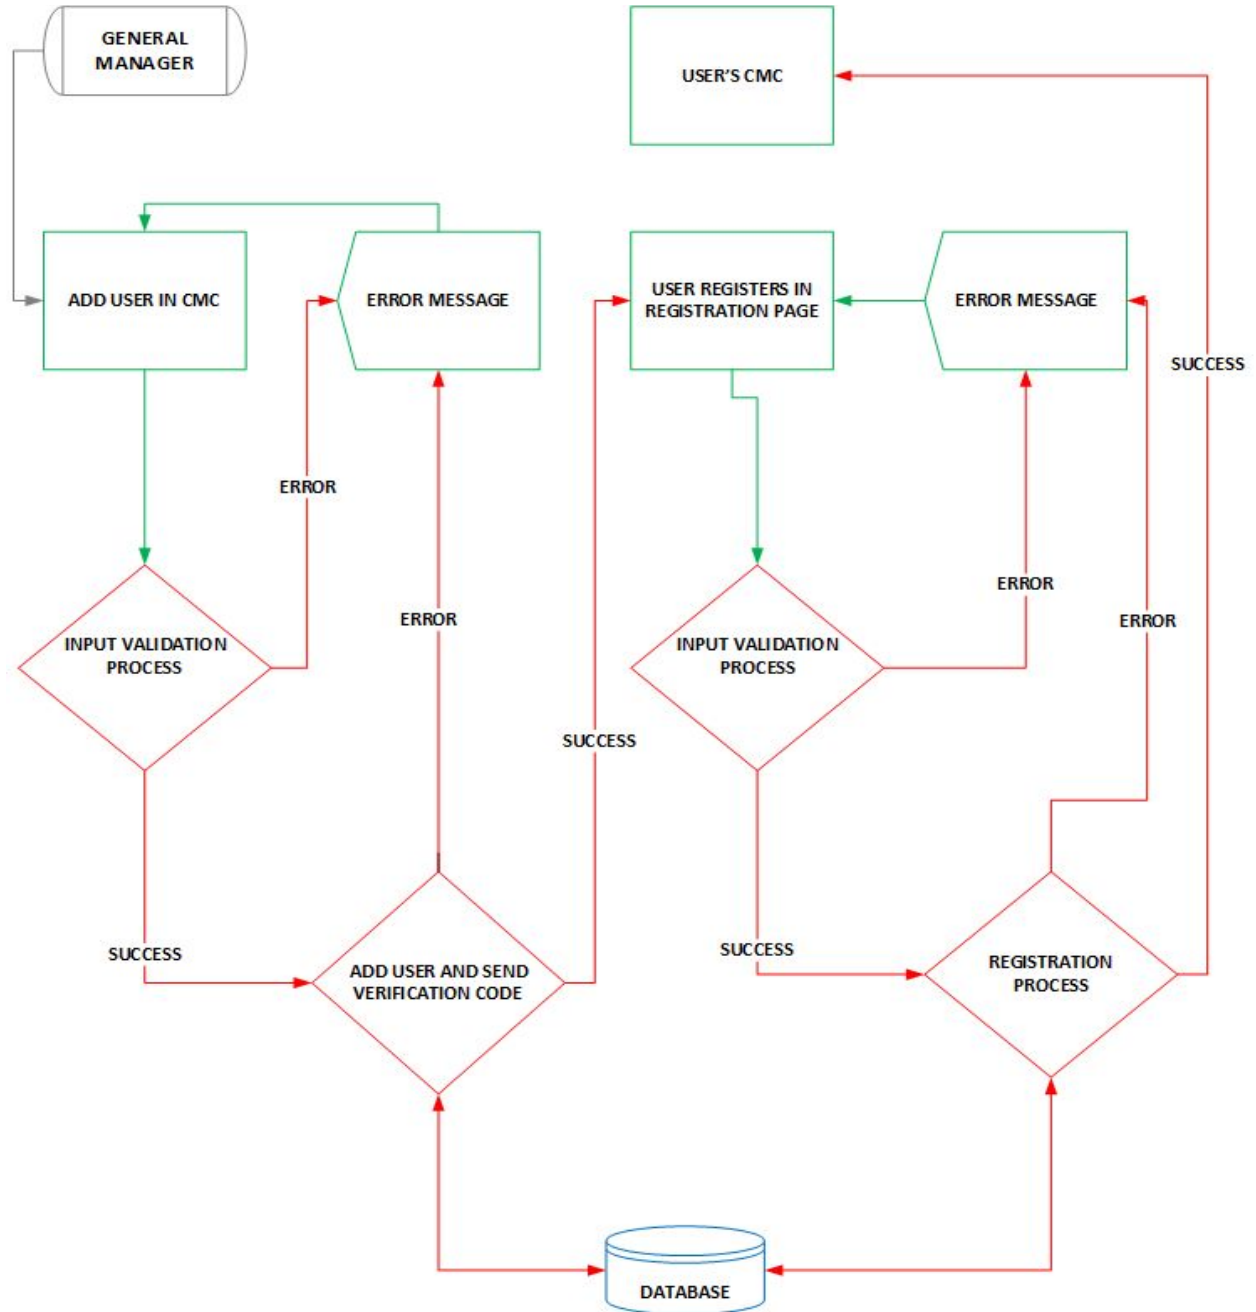 GENERAL
MANAGER
USER'S CMC
ADD USER IN CMC
ERROR MESSAGE
USER REGISTERS IN
REGISTRATION PAGE
ERROR MESSAGE
SUCCESS
ERROR
ERROR
ERROR
ERROR
INPUT VALIDATION
PROCESS
INPUT VALIDATION
PROCESS
SUCCESS
SUCCESS
SUCCESS
ADD USER AND SEND
VERIFICATION CODE
REGISTRATION
PROCESS
DATABASE